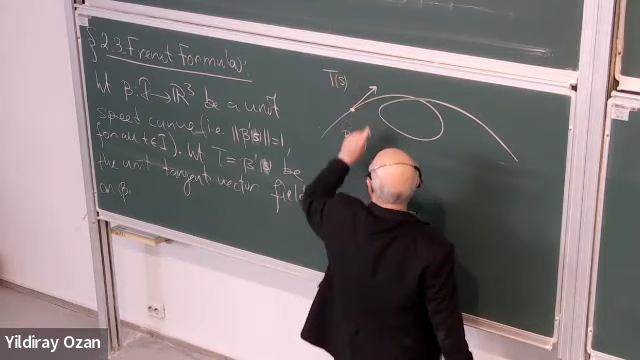 § 2.3. Frenet Formulas.
Let β: I → ℝ³ be a unit
speed curve (i.e. ||β'(s)||=1,
for all t ∈ I). Let T = β' be
the unit tangent vector field
on β.
T(s)
β
Yildiray Ozan